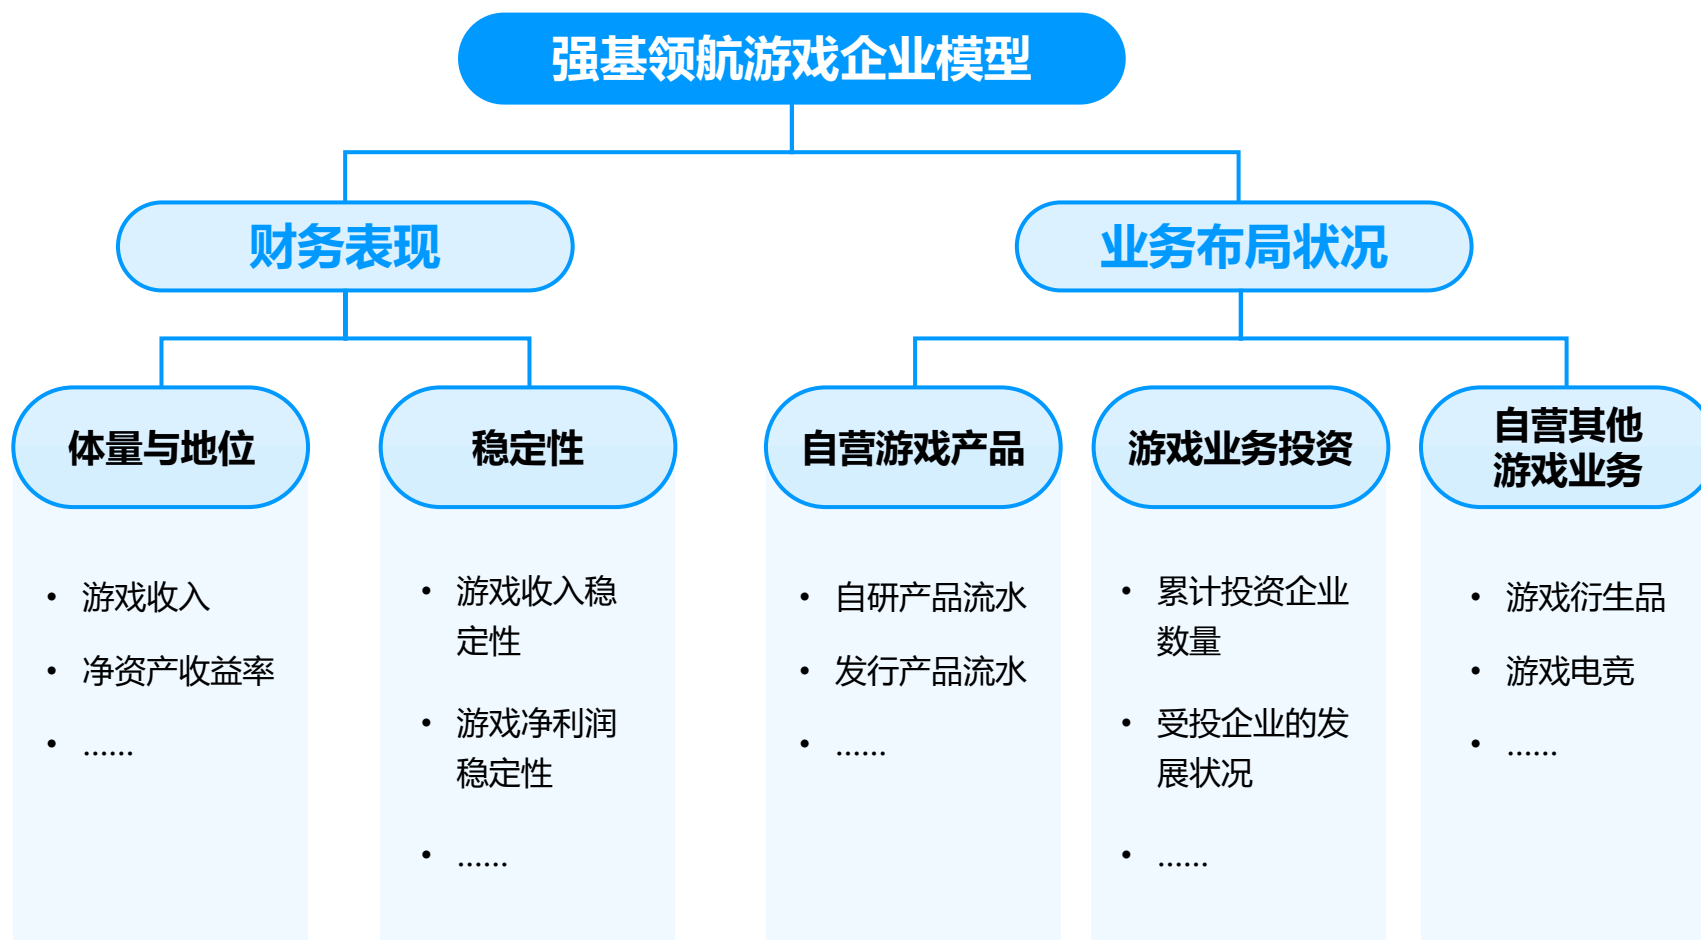 强基领航游戏企业模型
财务表现
业务布局状况
体量与地位
稳定性
自营游戏产品
游戏业务投资
自营其他
游戏业务
• 游戏收入
• 净资产收益率
• ......
• 游戏收入稳
定性
• 游戏净利润
稳定性
• ......
• 自研产品流水
• 发行产品流水
• ......
• 累计投资企业
数量
• 受投企业的发
展状况
• ......
• 游戏衍生品
• 游戏电竞
• ......